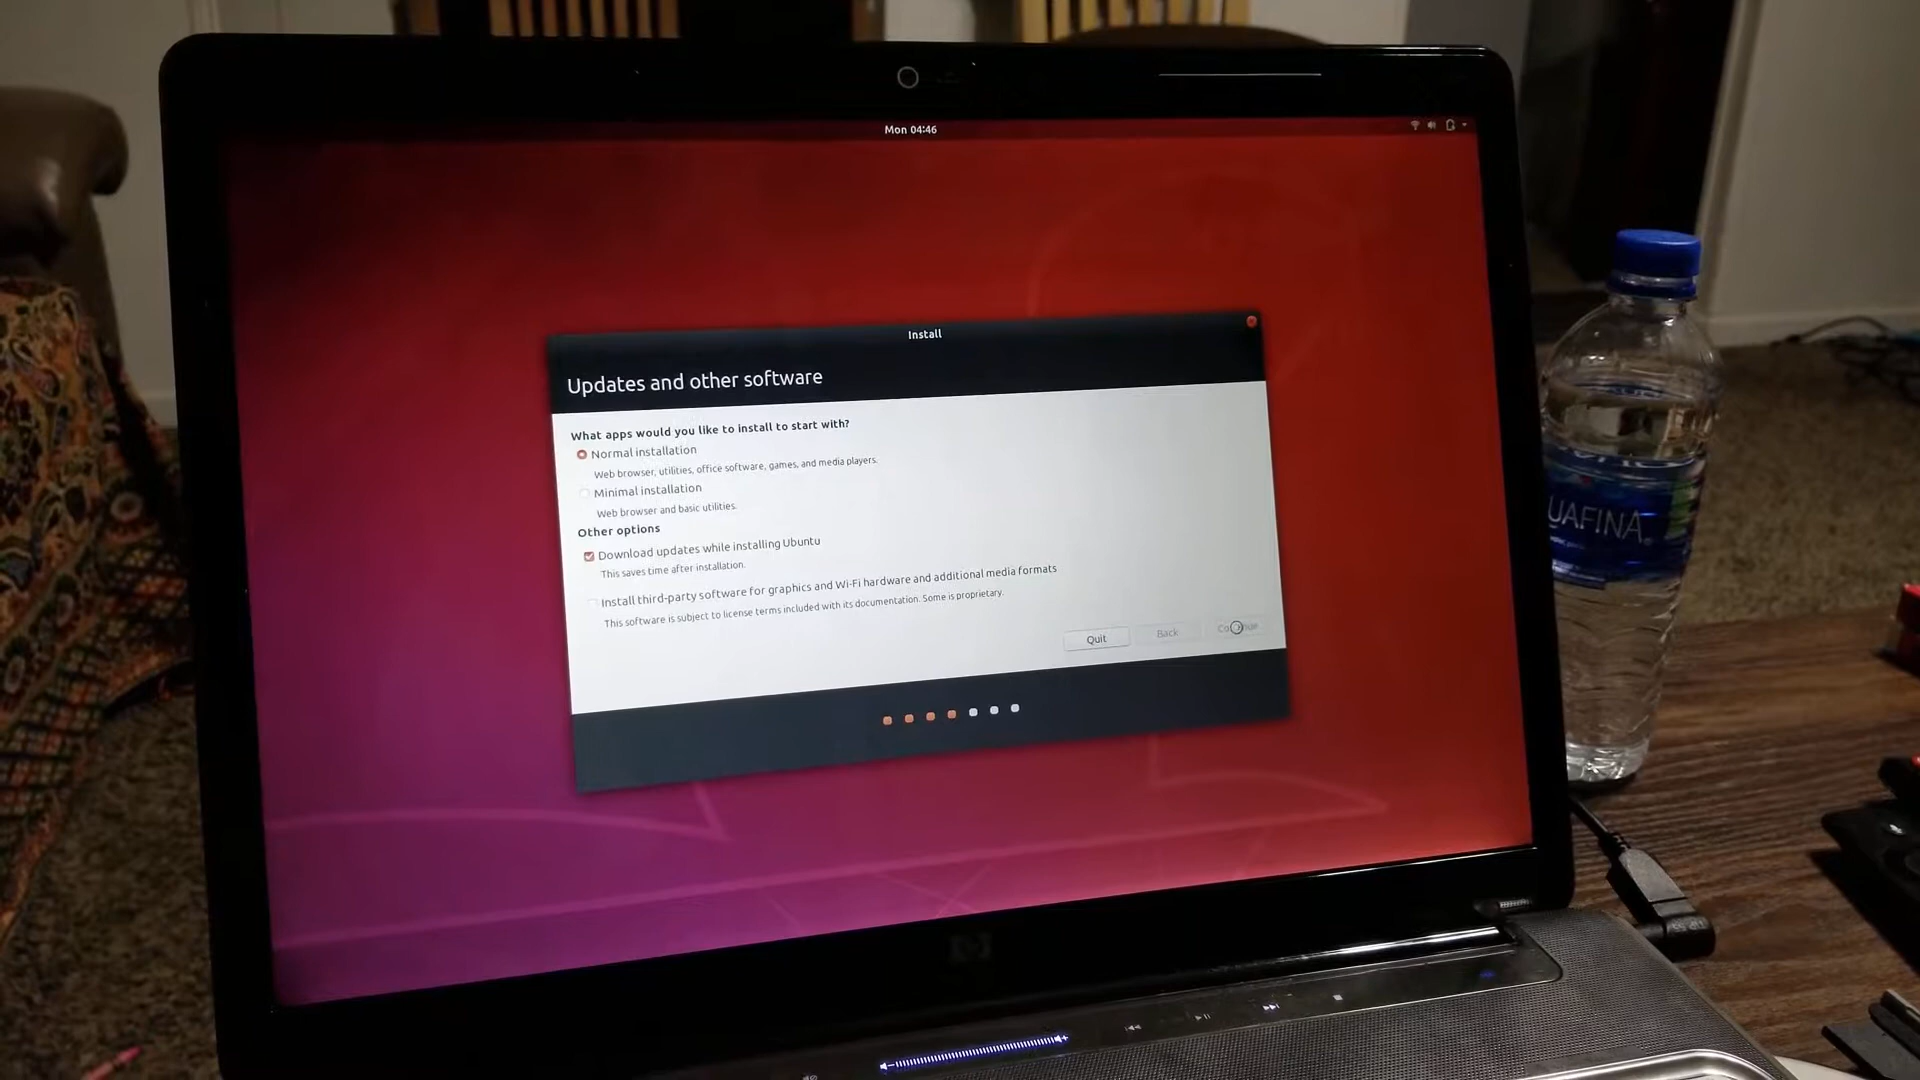 Mon 04:46
Install
Updates and other software
What apps would you like to install to start with?
Normal installation
Web browser, utilities, office software, games, and media players.
Minimal installation
Web browser and basic utilities.
Other options
Download updates while installing Ubuntu
This saves time after installation.
Install third-party software for graphics and Wi-Fi hardware and additional media formats
This software is subject to license terms included with its documentation. Some is proprietary.
Quit
Back
Continue
UAFINA
hp